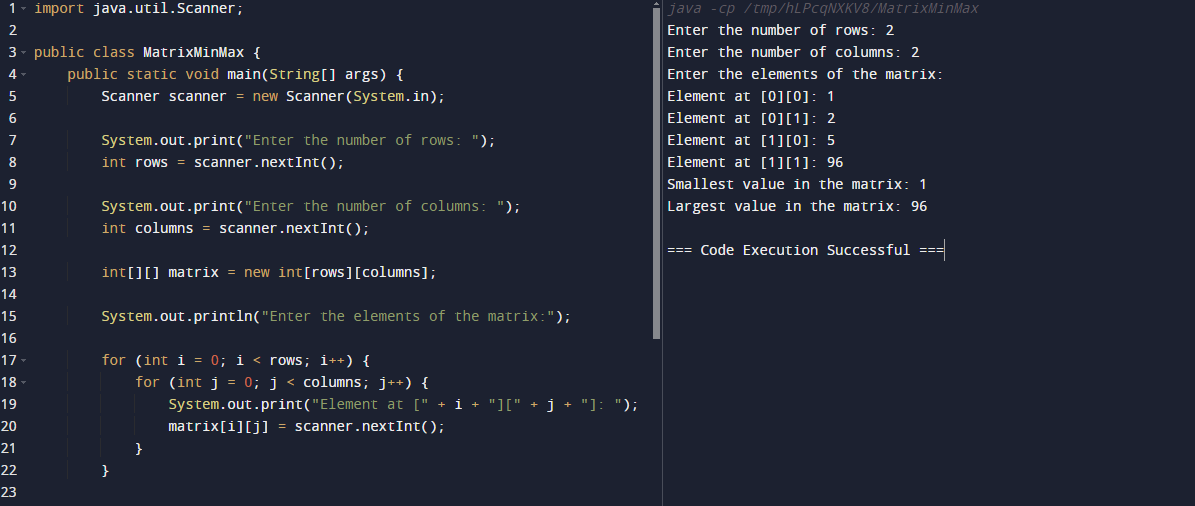 1 import java.util.Scanner;
2
3 public class MatrixMinMax {
4 public static void main(String[] args) {
5 Scanner scanner = new Scanner(System.in);
6
7 System.out.print("Enter the number of rows: ");
8 int rows = scanner.nextInt();
9
10 System.out.print("Enter the number of columns: ");
11 int columns = scanner.nextInt();
12
13 int[][] matrix = new int[rows][columns];
14
15 System.out.println("Enter the elements of the matrix:");
16
17 for (int i = 0; i < rows; i++) {
18 for (int j = 0; j < columns; j++) {
19 System.out.print("Element at [" + i + "][" + j + "]: ");
20 matrix[i][j] = scanner.nextInt();
21 }
22 }
23
java -cp /tmp/hLPcqNXKV8/MatrixMinMax
Enter the number of rows: 2
Enter the number of columns: 2
Enter the elements of the matrix:
Element at [0][0]: 1
Element at [0][1]: 2
Element at [1][0]: 5
Element at [1][1]: 96
Smallest value in the matrix: 1
Largest value in the matrix: 96
=== Code Execution Successful ===